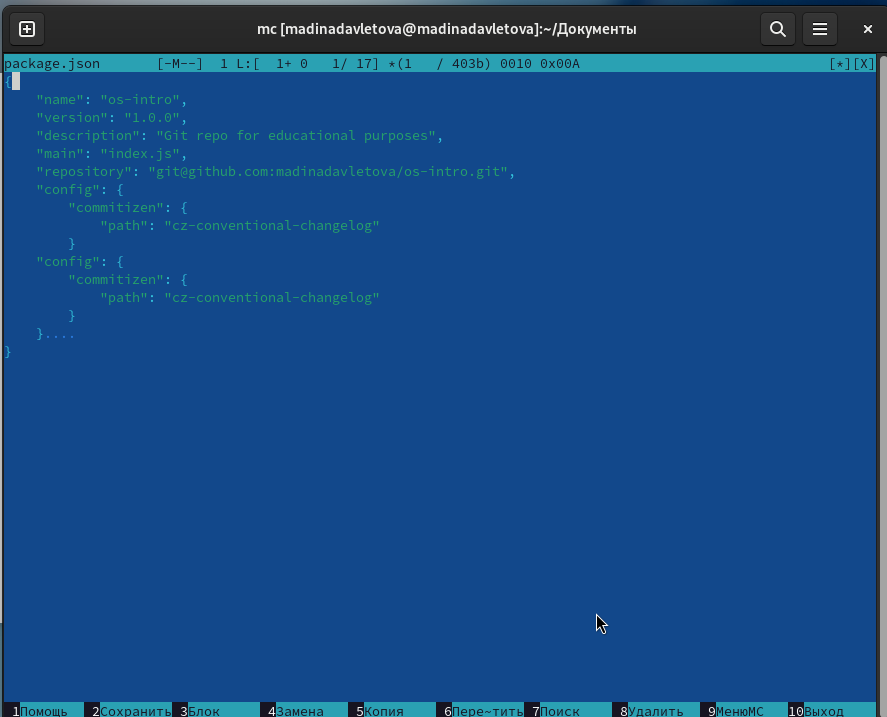 mc [madinadavletova@madinadavletova]:~/Документы
package.json       [-M--]  1 L:[  1+ 0   1/ 17] *(1   / 403b) 0010 0x00A                               [*][X]
{
    "name": "os-intro",
    "version": "1.0.0",
    "description": "Git repo for educational purposes",
    "main": "index.js",
    "repository": "git@github.com:madinadavletova/os-intro.git",
    "config": {
        "commitizen": {
            "path": "cz-conventional-changelog"
        }
    "config": {
        "commitizen": {
            "path": "cz-conventional-changelog"
        }
    }....
}
1Помощь  2Сохранить 3Блок  4Замена  5Копия  6Пере~тить 7Поиск  8Удалить  9МенюMC  10Выход